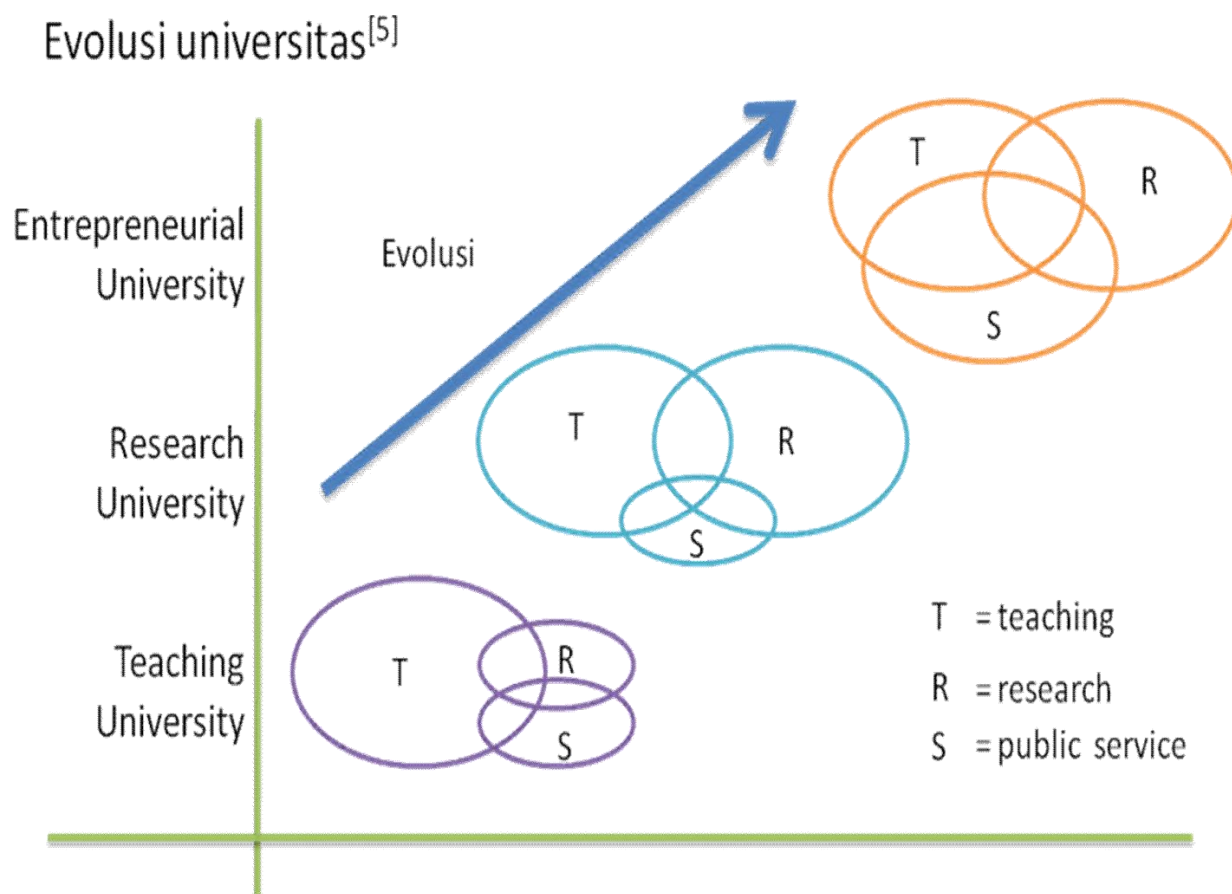 Evolusi universitas[5]
Entrepreneurial
University
Evolusi
T
R
S
Research
University
T
R
S
Teaching
University
T
R
S
T = teaching
R = research
S = public service